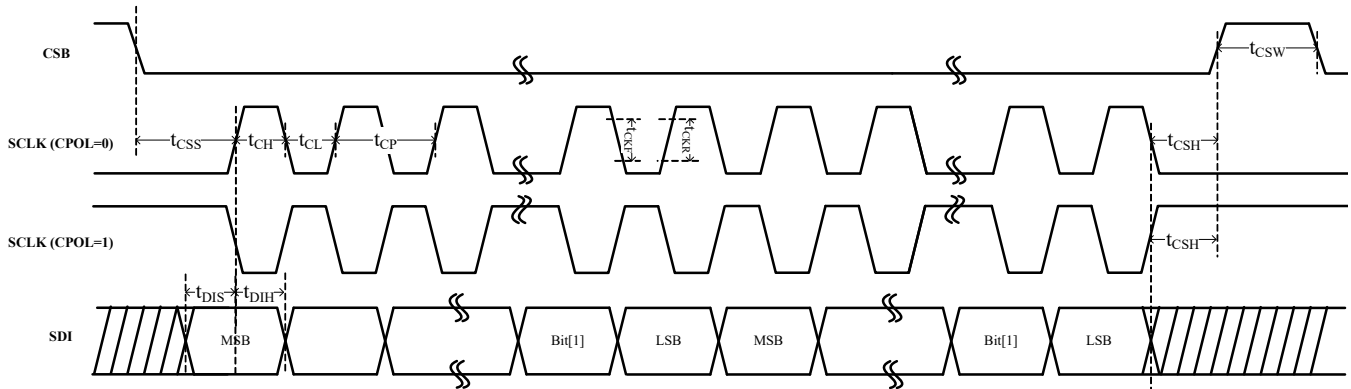 CSB
tCSW
SCLK (CPOL=0)
tCSS
tCH
tCL
tCP
tCKF
tCKR
tCSH
SCLK (CPOL=1)
tCSH
tDIS
tDIH
SDI
MSB
Bit[1]
LSB
MSB
Bit[1]
LSB